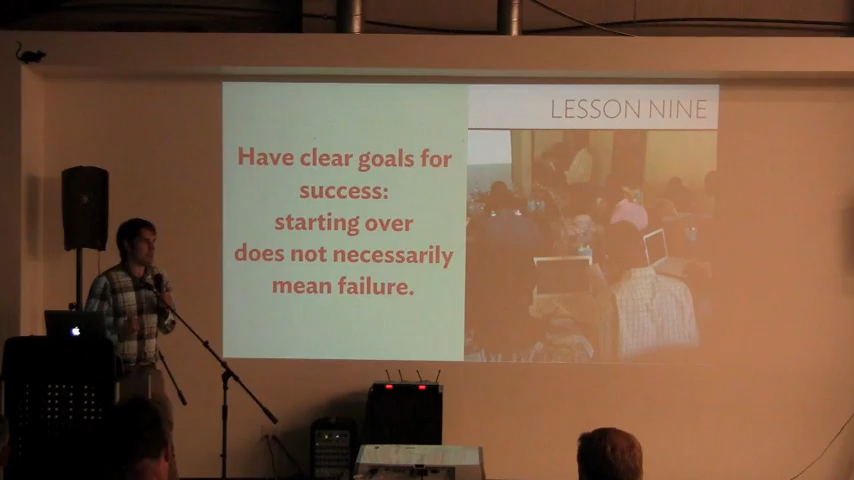 LESSON NINE
Have clear goals for
success:
starting over
does not necessarily
mean failure.